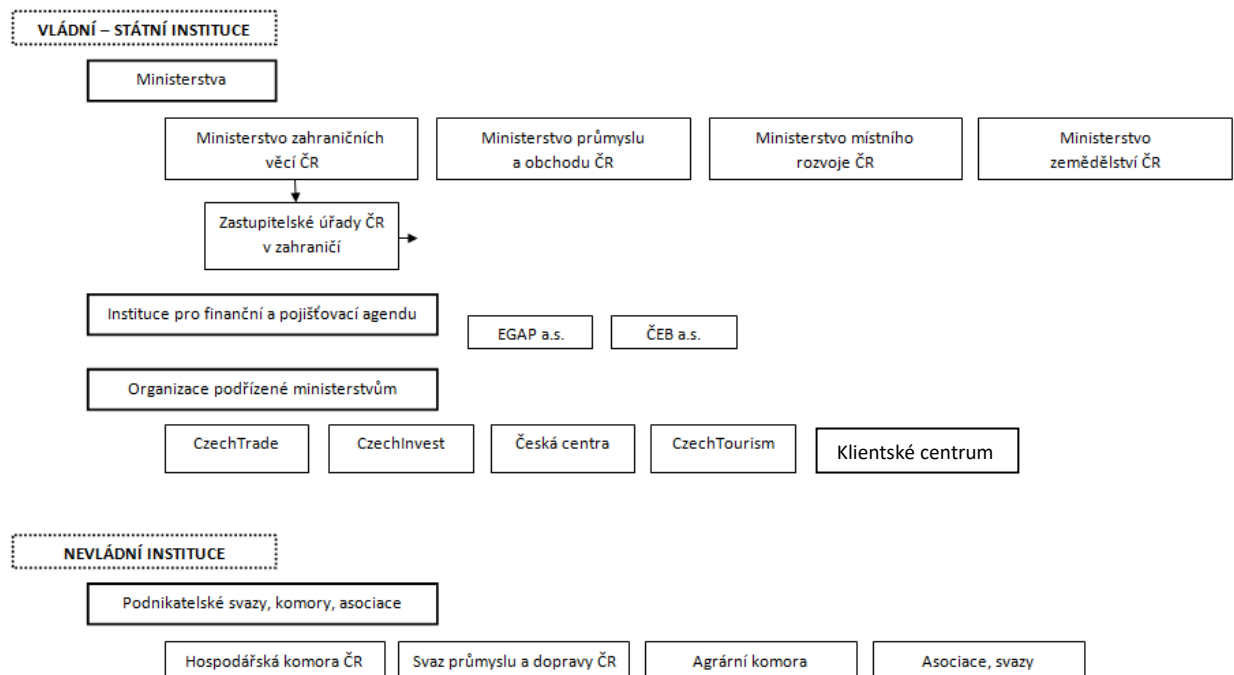 VLÁDNÍ – STÁTNÍ INSTITUCE
Ministerstva
Ministerstvo zahraničních
věcí ČR
Ministerstvo průmyslu
a obchodu ČR
Ministerstvo místního
rozvoje ČR
Ministerstvo
zemědělství ČR
Zastupitelské úřady ČR
v zahraničí
Instituce pro finanční a pojišťovací agendu
EGAP a.s.
ČEB a.s.
Organizace podřízené ministerstvům
CzechTrade
CzechInvest
Česká centra
CzechTourism
Klientské centrum
NEVLÁDNÍ INSTITUCE
Podnikatelské svazy, komory, asociace
Hospodářská komora ČR
Svaz průmyslu a dopravy ČR
Agrární komora
Asociace, svazy